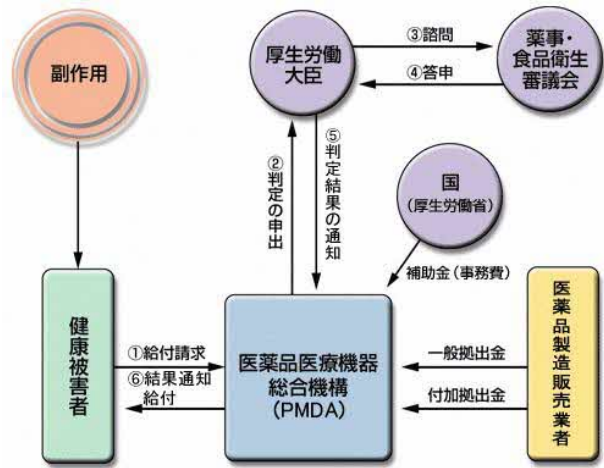 副作用
厚生労働
大臣
③諮問
④答申
薬事・
食品衛生
審議会
②判定の申出
⑤判定結果の通知
国
(厚生労働省)
補助金(事務費)
健康被害者
①給付請求
⑥結果通知
給付
医薬品医療機器
総合機構
(PMDA)
一般拠出金
付加拠出金
医薬品製造販売業者